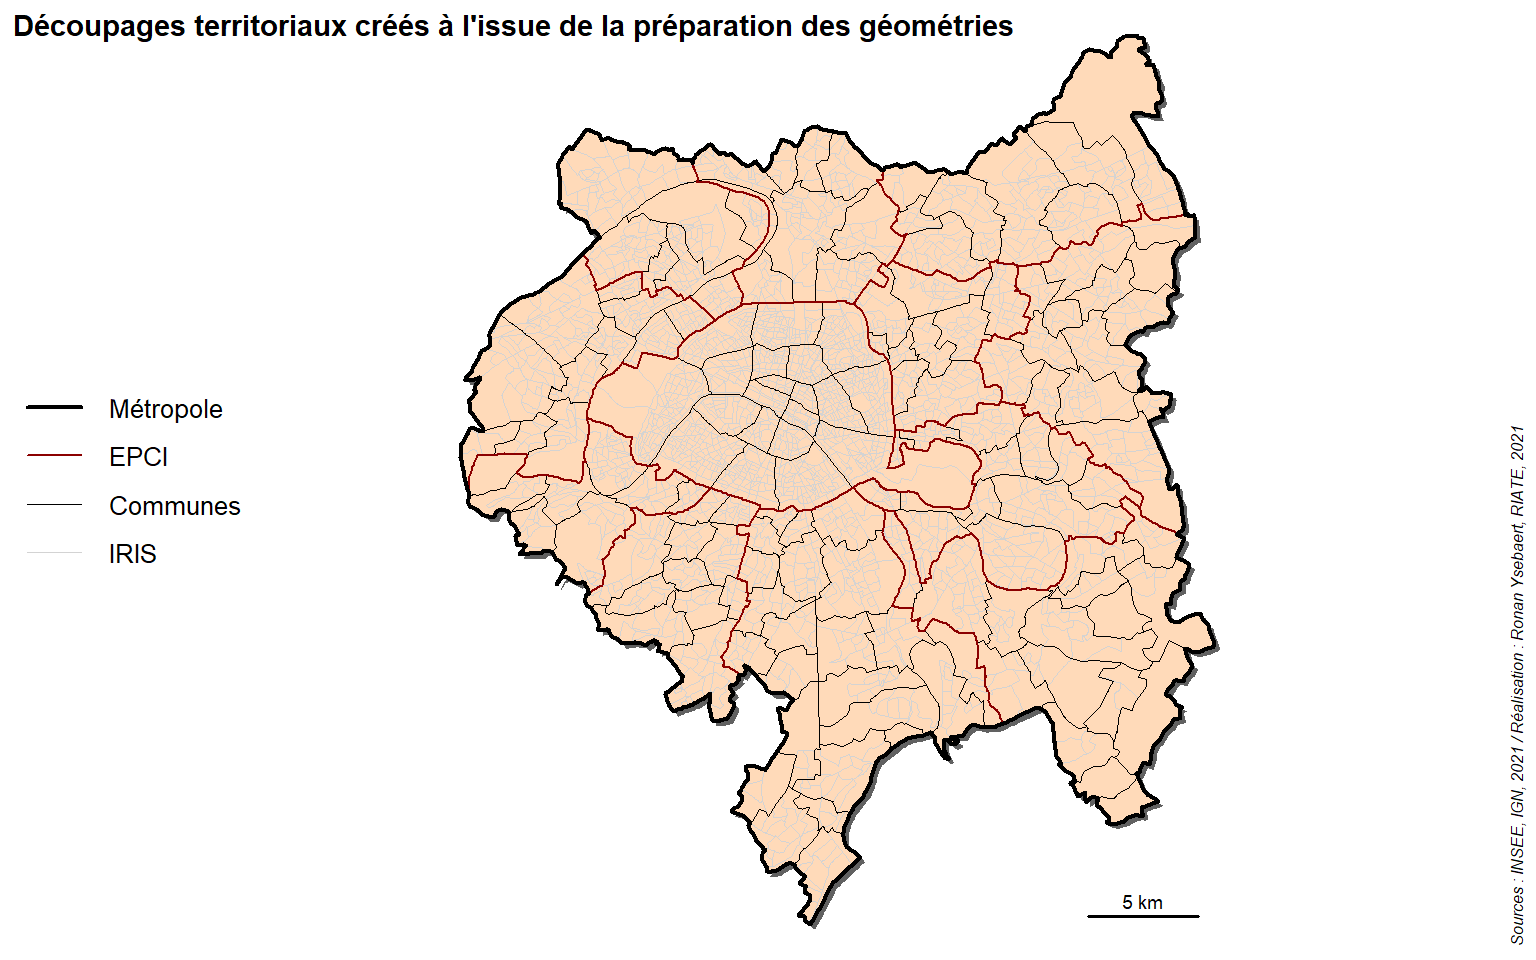 Découpages territoriaux créés à l'issue de la préparation des géométries
Métropole
EPCI
Communes
IRIS
5 km
Sources : INSEE, IGN, 2021 / Réalisation : Ronan Ysebaert, RIATE, 2021